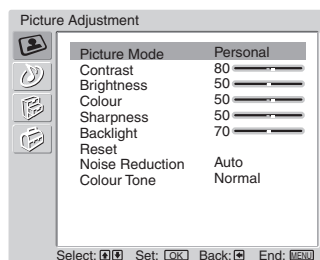 Picture Adjustment
Picture Mode Personal
Contrast 80
Brightness 50
Colour 50
Sharpness 50
Backlight 70
Reset
Noise Reduction Auto
Colour Tone Normal
Select: Set: OK Back: End: MENU